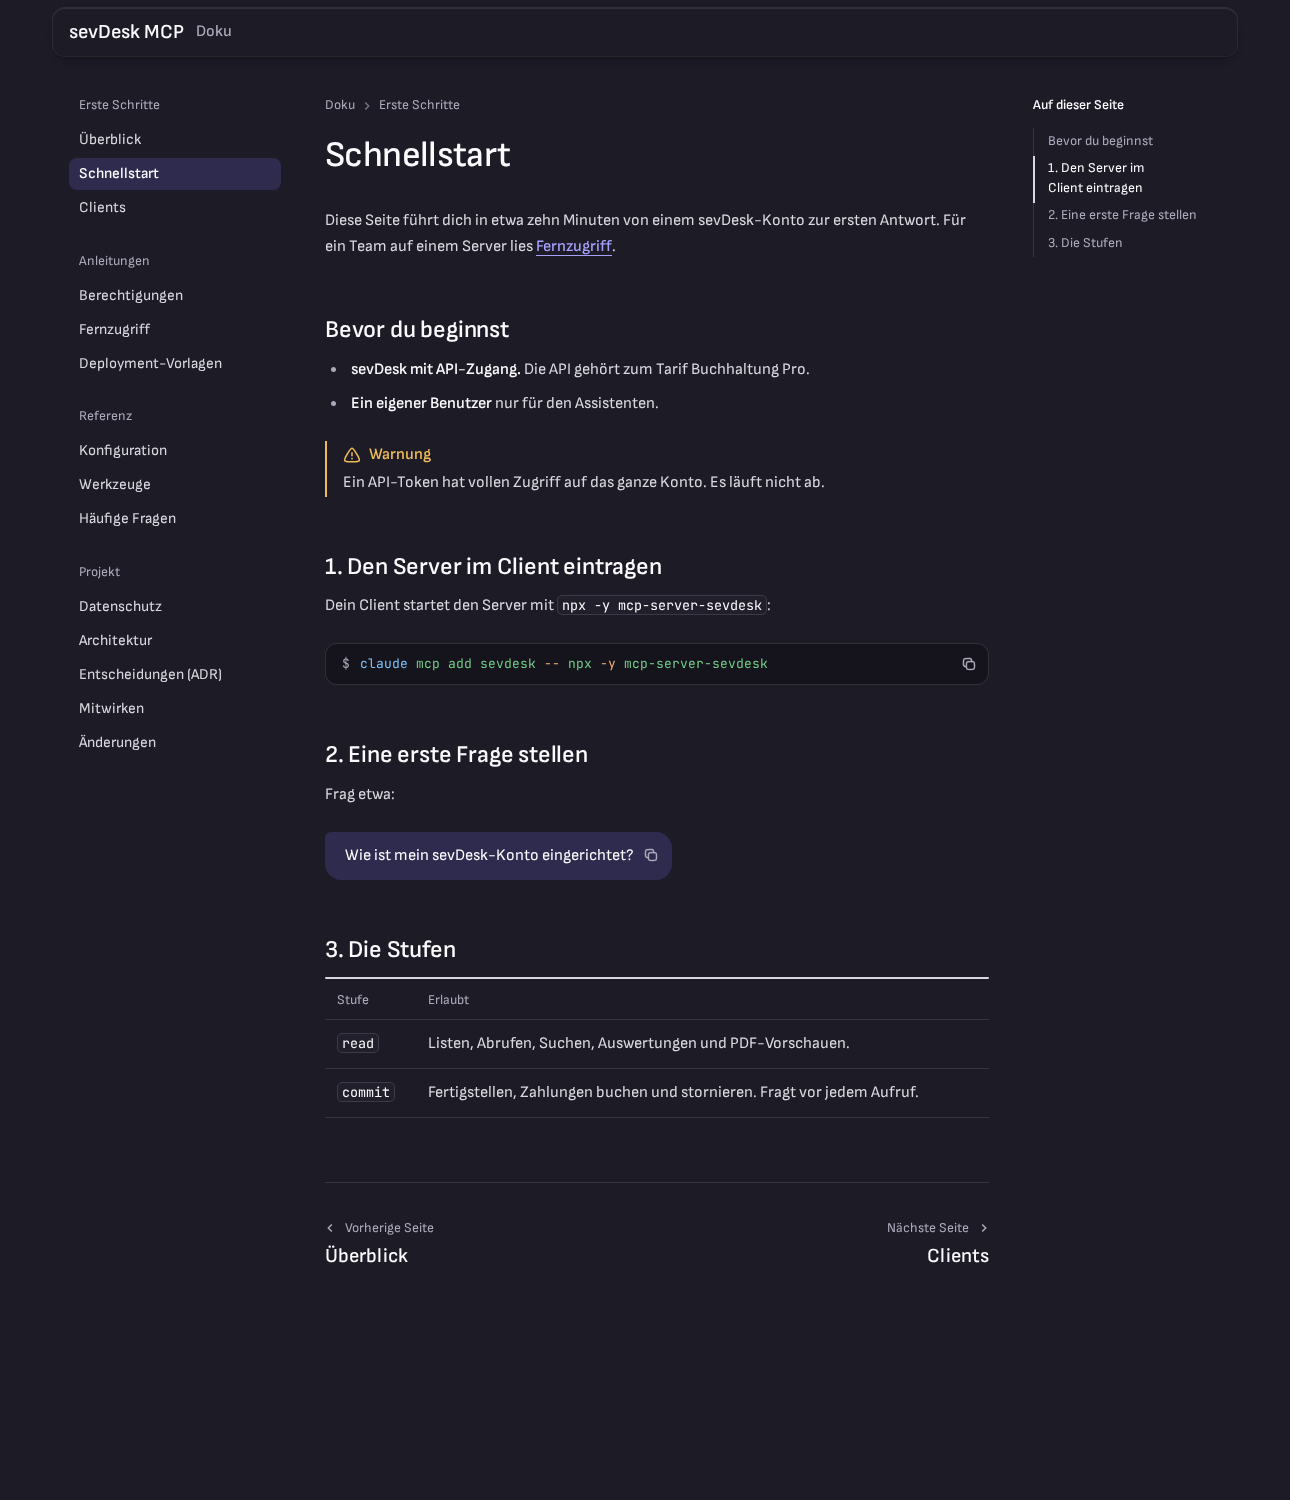 sevDesk MCP Doku
Erste Schritte
Überblick
Schnellstart
Clients
Anleitungen
Berechtigungen
Fernzugriff
Deployment-Vorlagen
Referenz
Konfiguration
Werkzeuge
Häufige Fragen
Projekt
Datenschutz
Architektur
Entscheidungen (ADR)
Mitwirken
Änderungen
Doku > Erste Schritte
Schnellstart
Diese Seite führt dich in etwa zehn Minuten von einem sevDesk-Konto zur ersten Antwort. Für
ein Team auf einem Server lies Fernzugriff.
Bevor du beginnst
• sevDesk mit API-Zugang. Die API gehört zum Tarif Buchhaltung Pro.
• Ein eigener Benutzer nur für den Assistenten.
Warnung
Ein API-Token hat vollen Zugriff auf das ganze Konto. Es läuft nicht ab.
1. Den Server im Client eintragen
Dein Client startet den Server mit npx -y mcp-server-sevdesk:
$ claude mcp add sevdesk -- npx -y mcp-server-sevdesk
2. Eine erste Frage stellen
Frag etwa:
Wie ist mein sevDesk-Konto eingerichtet?
3. Die Stufen
Stufe Erlaubt
read Listen, Abrufen, Suchen, Auswertungen und PDF-Vorschauen.
commit Fertigstellen, Zahlungen buchen und stornieren. Fragt vor jedem Aufruf.
Vorherige Seite
Überblick
Nächste Seite
Clients
Auf dieser Seite
Bevor du beginnst
1. Den Server im
Client eintragen
2. Eine erste Frage stellen
3. Die Stufen